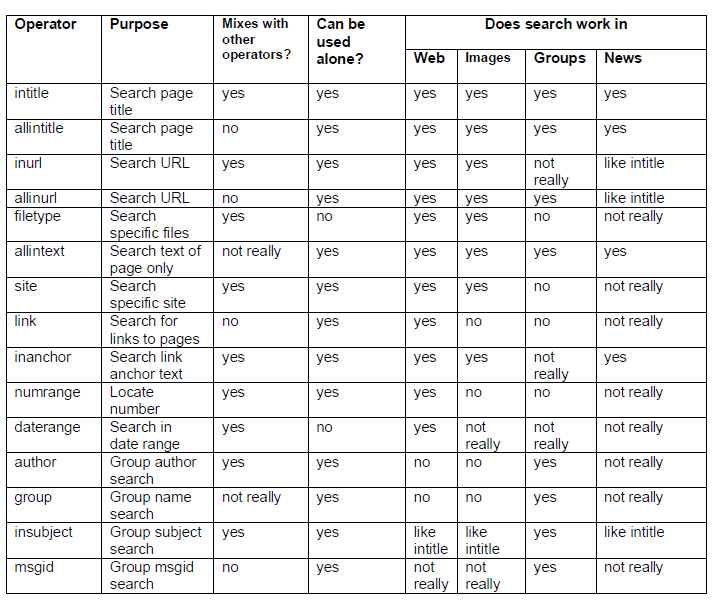 Operator Purpose Mixes with other operators? Can be used alone? Does search work in
Web Images Groups News
intitle Search page title yes yes yes yes yes yes
allintitle Search page title no yes yes yes yes yes
inurl Search URL yes yes yes yes not really like intitle
allinurl Search URL no yes yes yes yes like intitle
filetype Search specific files yes no yes yes no not really
allintext Search text of page only not really yes yes yes yes yes
site Search specific site yes yes yes yes no not really
link Search for links to pages no yes yes no no not really
inanchor Search link anchor text yes yes yes yes not really yes
numrange Locate number yes yes yes no no not really
daterange Search in date range yes no yes not really not really not really
author Group author search yes yes no no yes not really
group Group name search not really yes no no yes not really
insubject Group subject search yes yes like intitle like intitle yes like intitle
msgid Group msgid search no yes not really not really yes not really